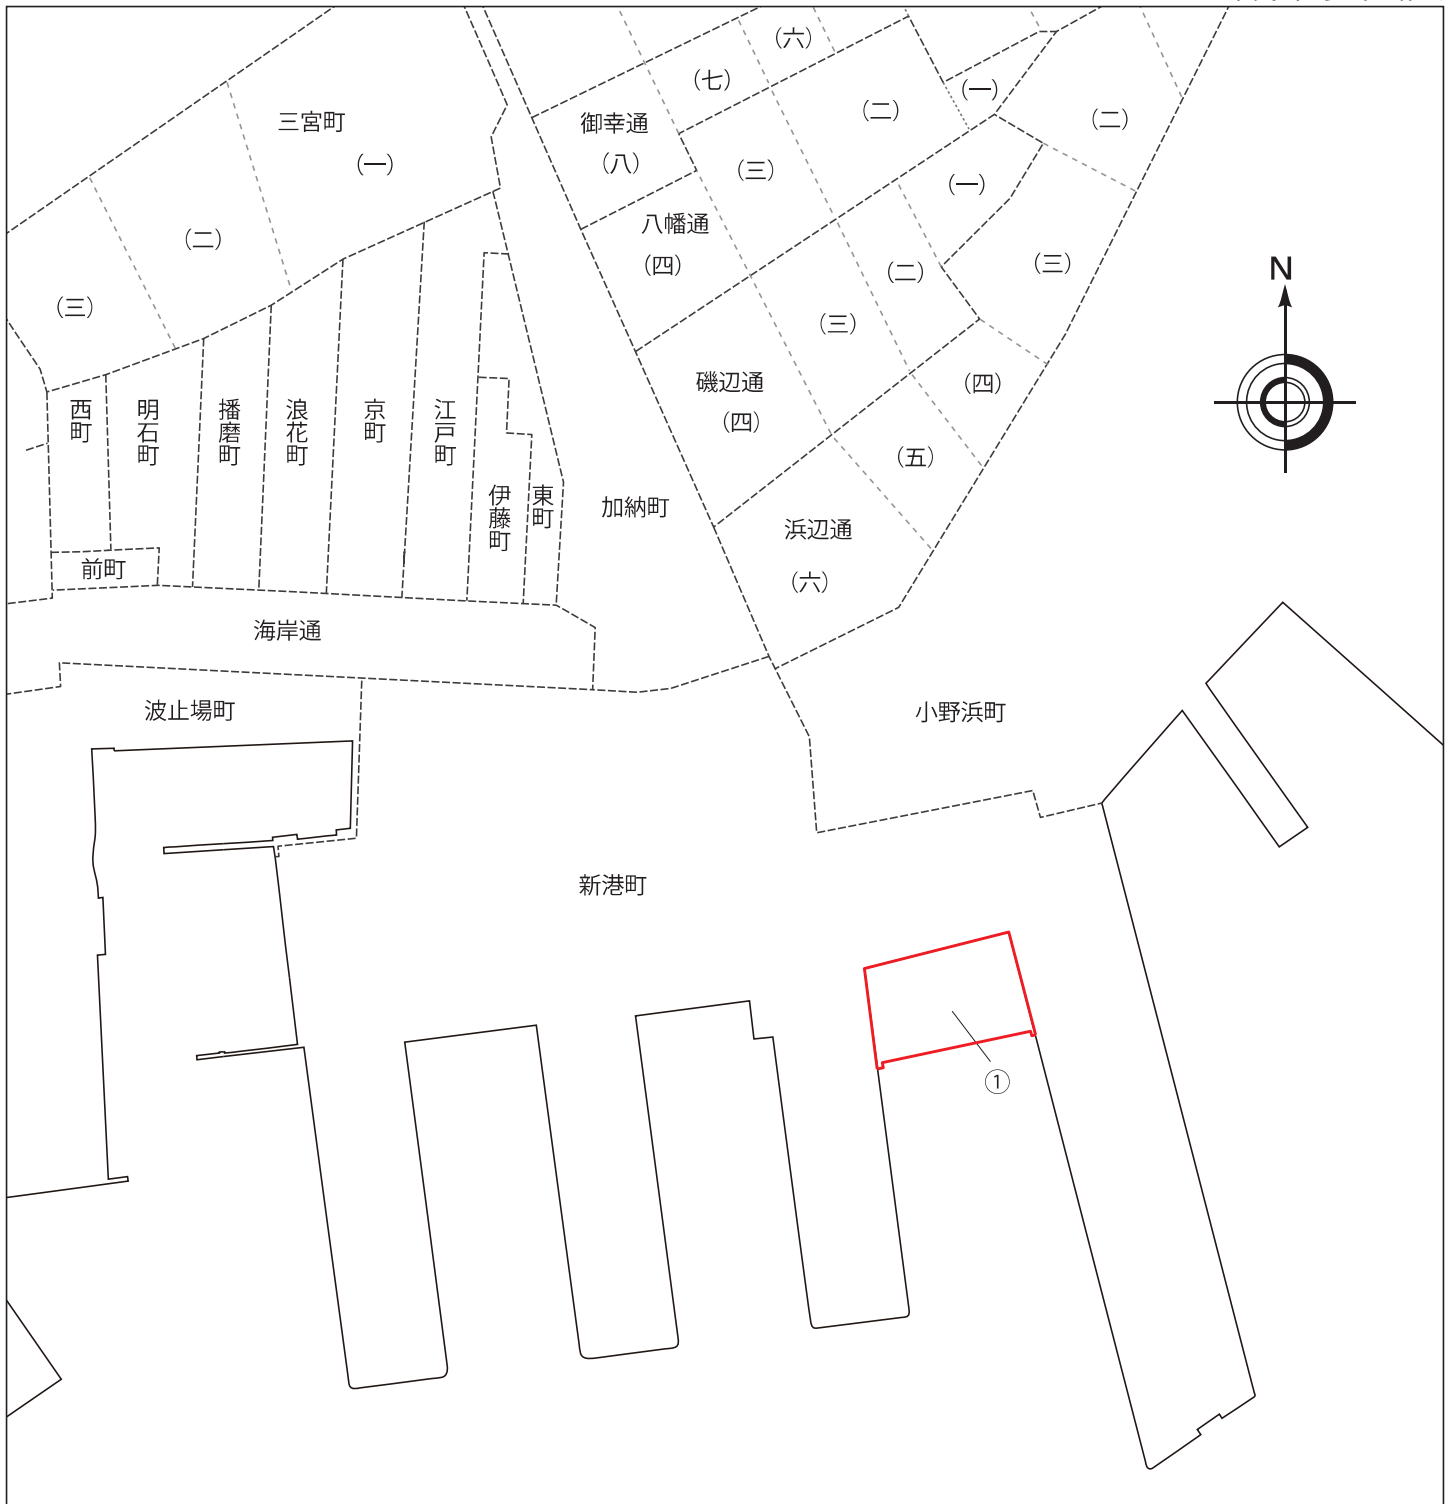 (六)
(七)
(一)
(二)
(二)
御幸通
(八)
三宮町
(一)
(三)
(一)
八幡通
(四)
(二)
(二)
(三)
(三)
(三)
N
磯辺通
(四)
(四)
西町
明石町
播磨町
浪花町
京町
江戸町
(五)
伊藤町
東町
加納町
浜辺通
(六)
前町
海岸通
波止場町
小野浜町
新港町
①